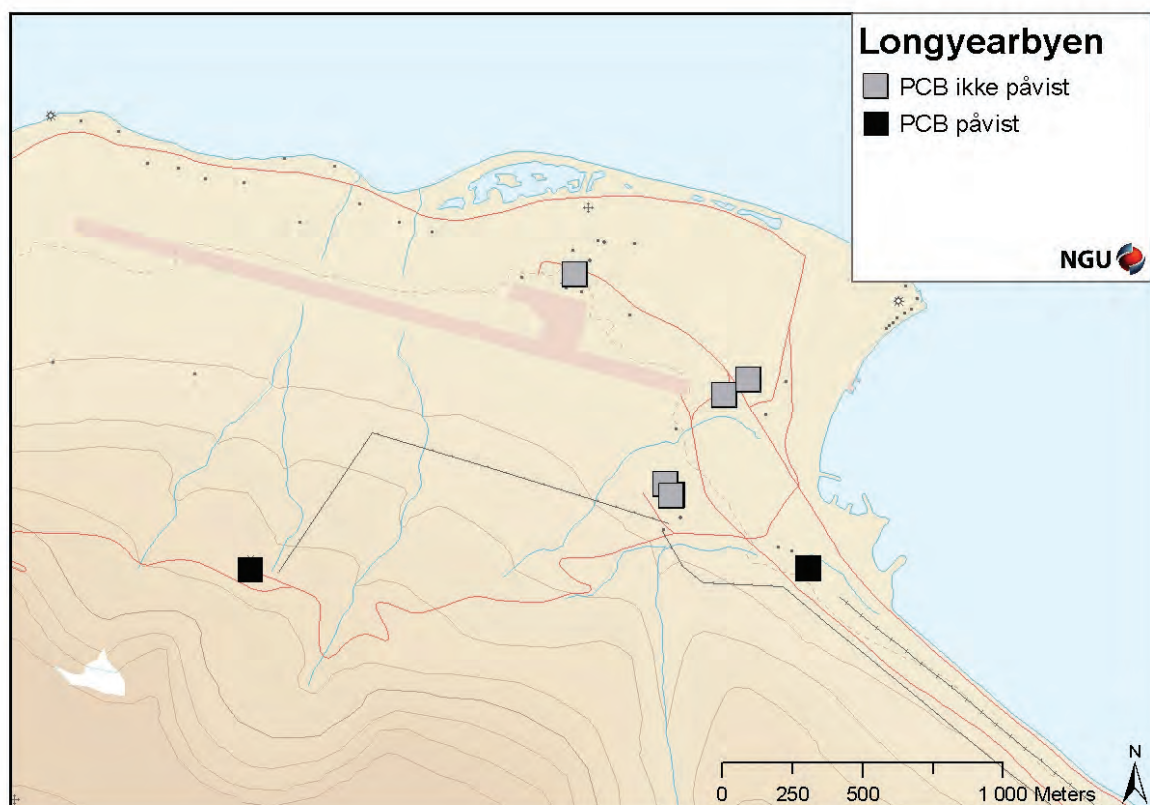 Longyearbyen
PCB ikke påvist
PCB påvist
NGU
N
0 250 500 1 000 Meters